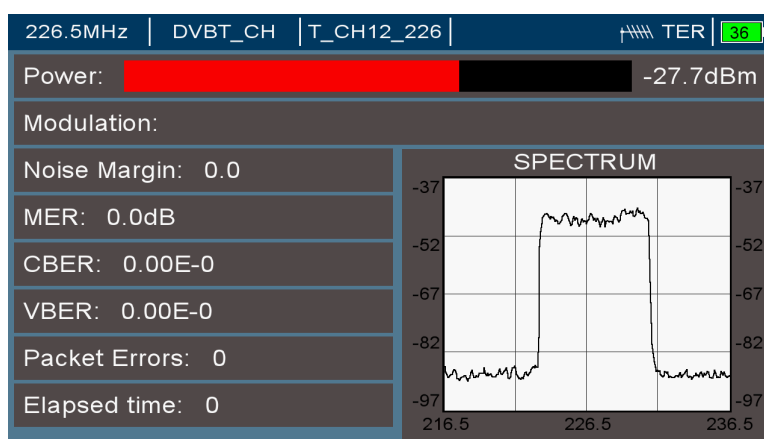 226.5MHz DVBT_CH T_CH12_226 TER 36
Power: -27.7dBm
Modulation:
Noise Margin: 0.0
MER: 0.0dB
CBER: 0.00E-0
VBER: 0.00E-0
Packet Errors: 0
Elapsed time: 0
SPECTRUM
-37 -37
-52 -52
-67 -67
-82 -82
-97 -97
216.5 226.5 236.5